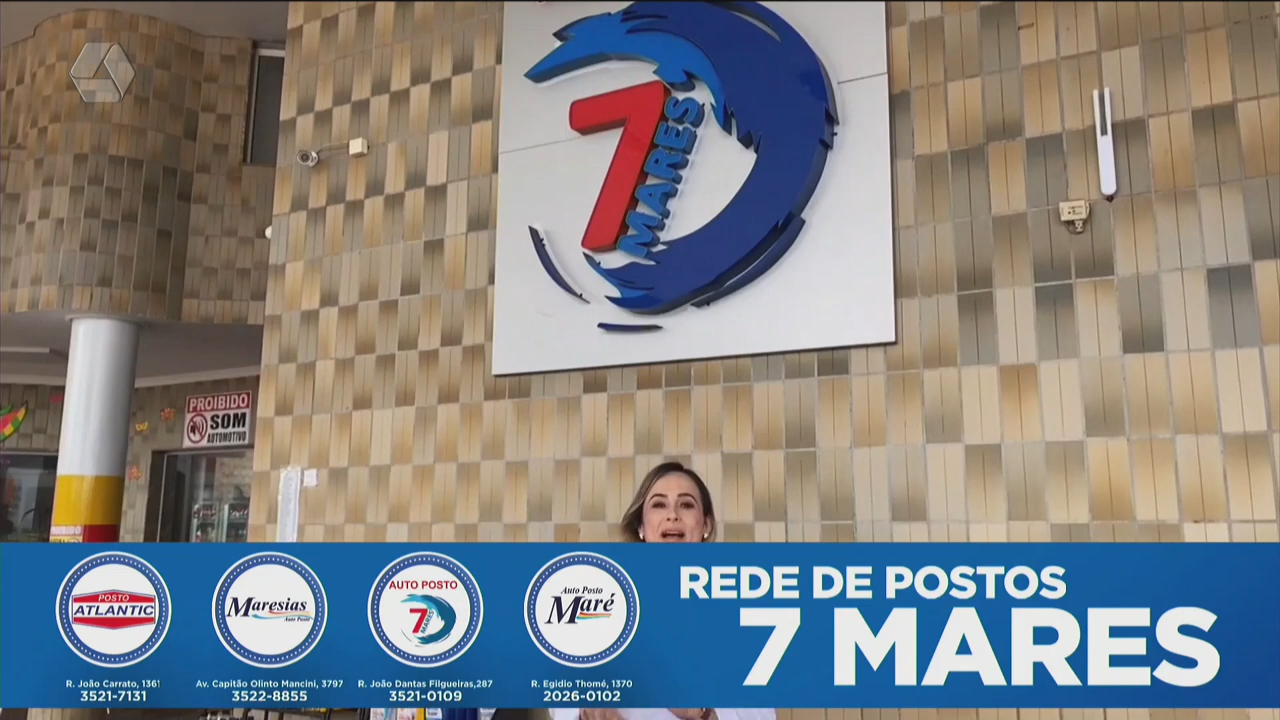 7
MARES
PROIBIDO
SOM
AUTOMOTIVO
PROIBIDO
POSTO
ATLANTIC
R. João Carrato, 1361
3521-7131
Maresias
Auto Posto
Av. Capitão Olinto Mancini, 3797
3522-8855
AUTO POSTO
7
MARES
R. João Dantas Filgueiras,287
3521-0109
Auto Posto
Maré
R. Egidio Thomé, 1370
2026-0102
REDE DE POSTOS
7 MARES